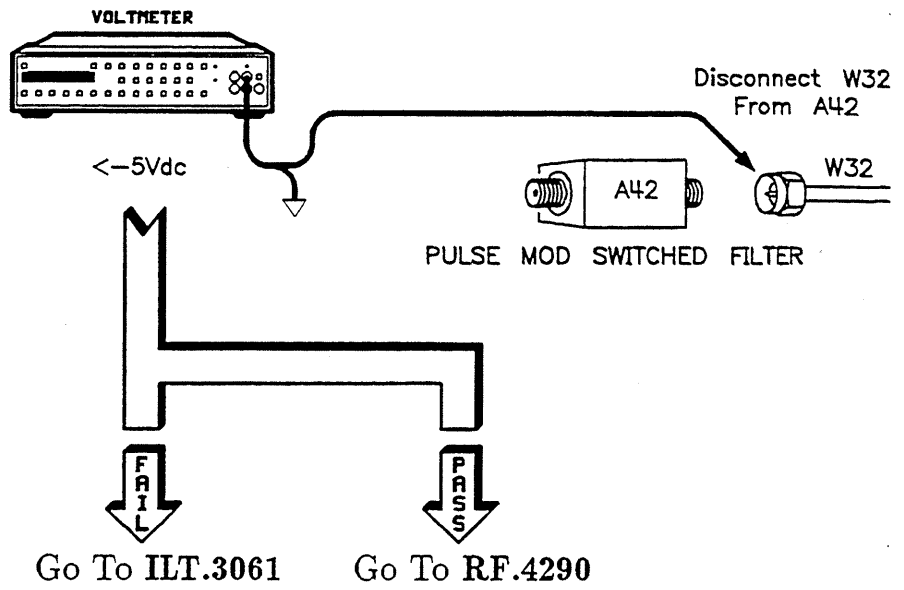 VOLTMETER
Disconnect W32
From A42
<-5Vdc
A42
W32
PULSE MOD SWITCHED FILTER
FAIL
PASS
Go To ILT.3061
Go To RF.4290